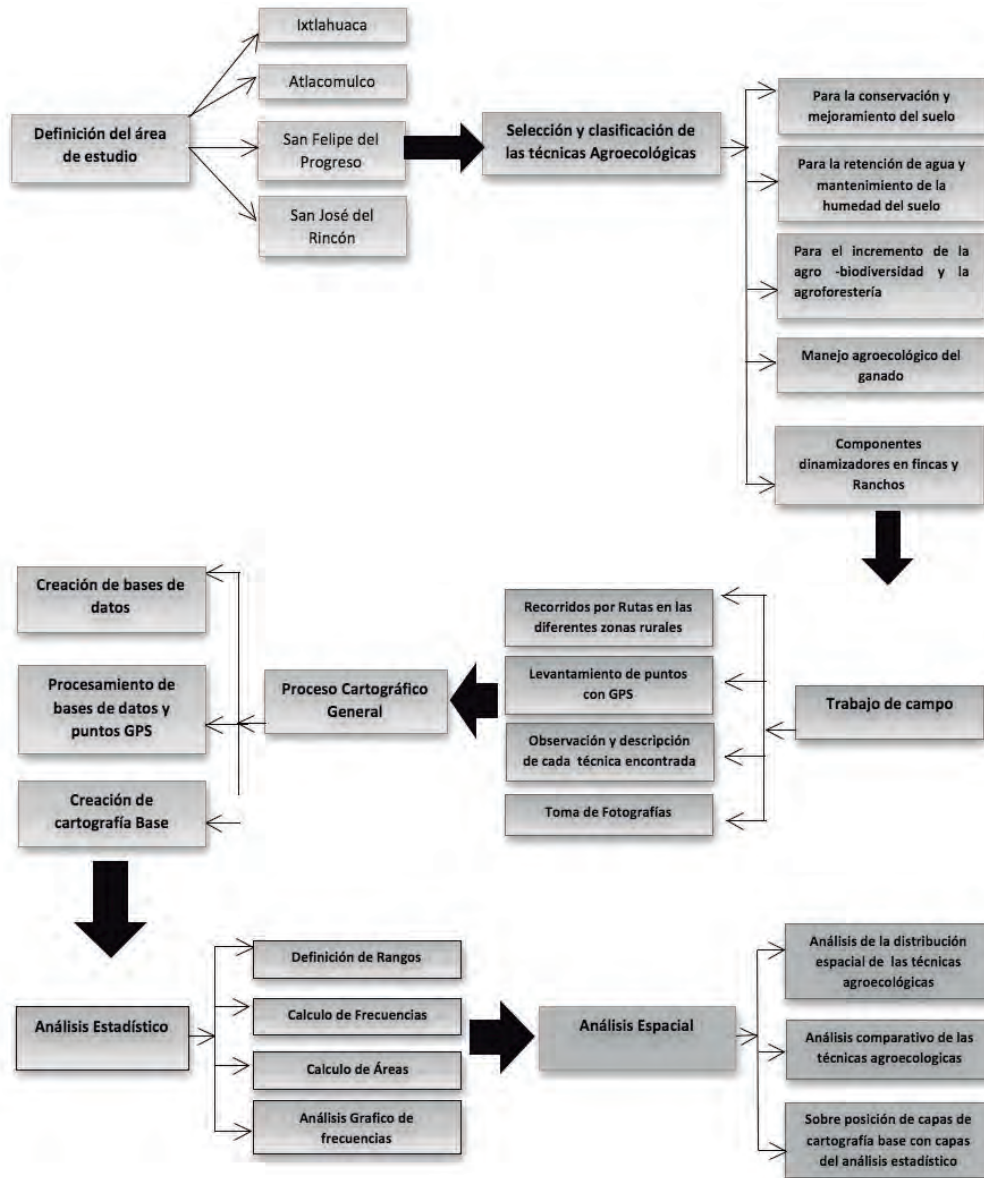 Definición del área
de estudio
Ixtlahuaca
Atlacomulco
San Felipe del
Progreso
San José del
Rincón
Selección y clasificación de
las técnicas Agroecológicas
Para la conservación y
mejoramiento del suelo
Para la retención de agua y
mantenimiento de la
humedad del suelo
Para el incremento de la
agro -biodiversidad y la
agroforestería
Manejo agroecológico del
ganado
Componentes
dinamizadores en fincas y
Ranchos
Trabajo de campo
Recorridos por Rutas en las
diferentes zonas rurales
Levantamiento de puntos
con GPS
Observación y descripción
de cada técnica encontrada
Toma de Fotografías
Proceso Cartográfico
General
Creación de bases de
datos
Procesamiento de
bases de datos y
puntos GPS
Creación de
cartografía Base
Análisis Estadístico
Definición de Rangos
Calculo de Frecuencias
Calculo de Áreas
Análisis Grafico de
frecuencias
Análisis Espacial
Análisis de la distribución
espacial de las técnicas
agroecológicas
Análisis comparativo de las
técnicas agroecologicas
Sobre posición de capas de
cartografía base con capas
del análisis estadístico